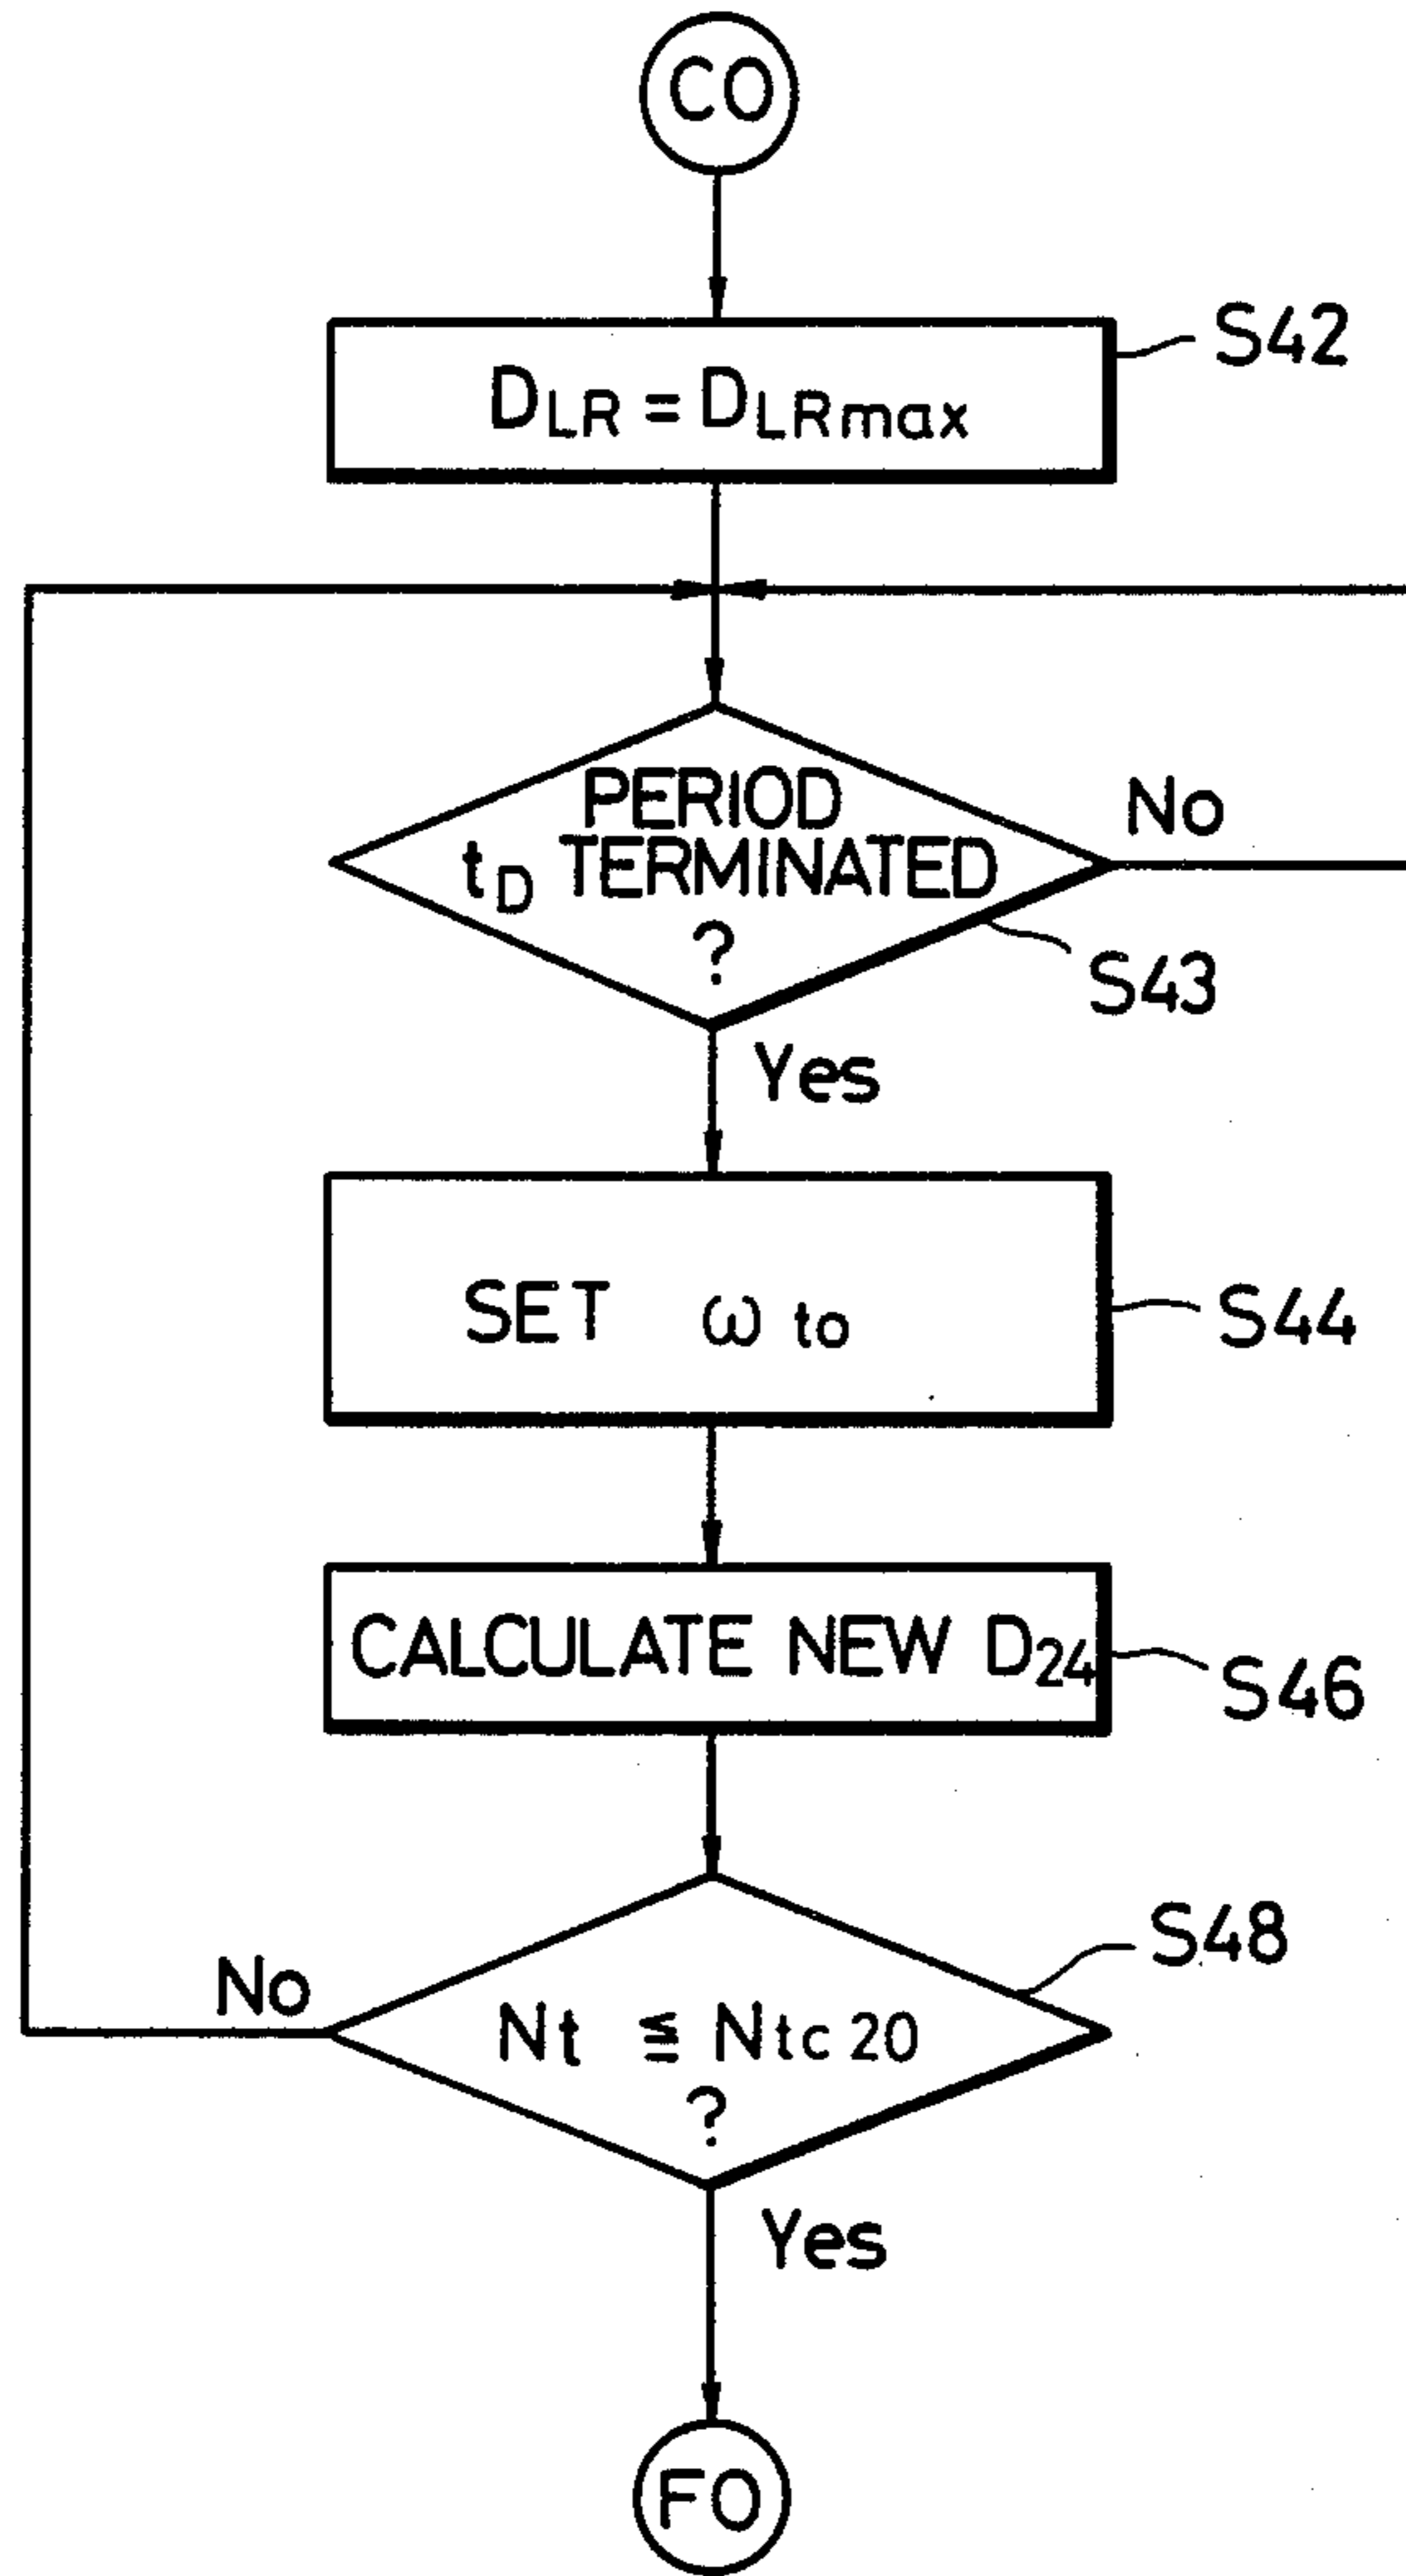 CO
S42
DLR = DLRmax
PERIOD
No
tD TERMINATED
?
S43
Yes
SET ωto
S44
CALCULATE NEW D24
S46
S48
No
Nt ≦ Ntc20
?
Yes
FO